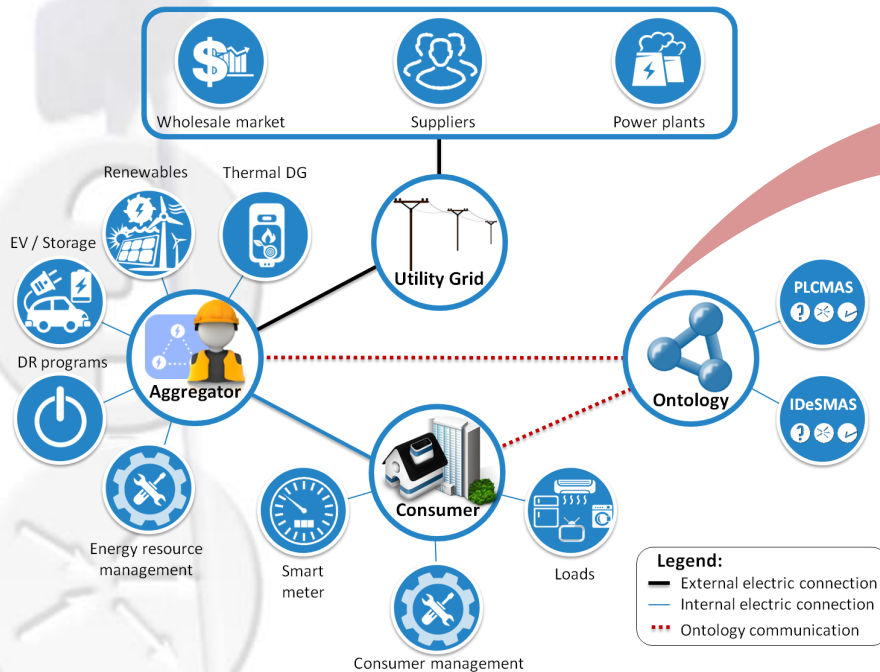 Wholesale market
Suppliers
Power plants
Renewables
Thermal DG
EV / Storage
Utility Grid
PLCMAS
DR programs
Aggregator
Ontology
IDeSMAS
Consumer
Energy resource
management
Smart
meter
Loads
Consumer management
Legend:
External electric connection
Internal electric connection
Ontology communication